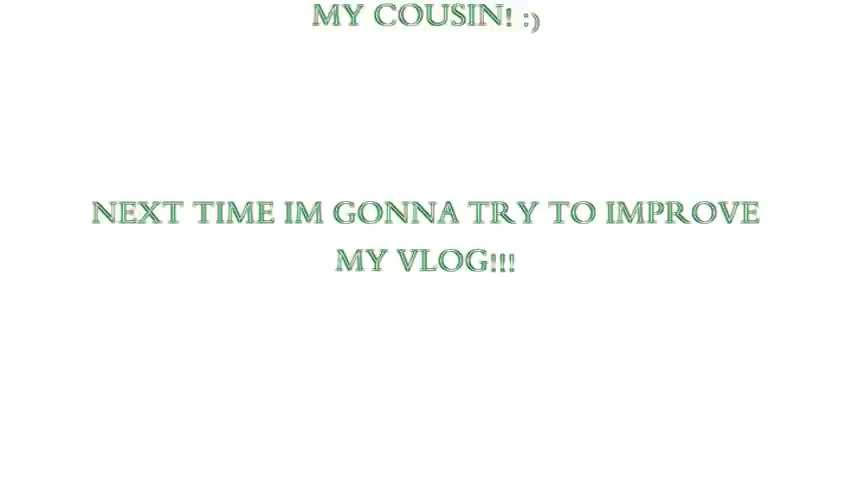 MY COUSIN! :)
NEXT TIME IM GONNA TRY TO IMPROVE
MY VLOG!!!